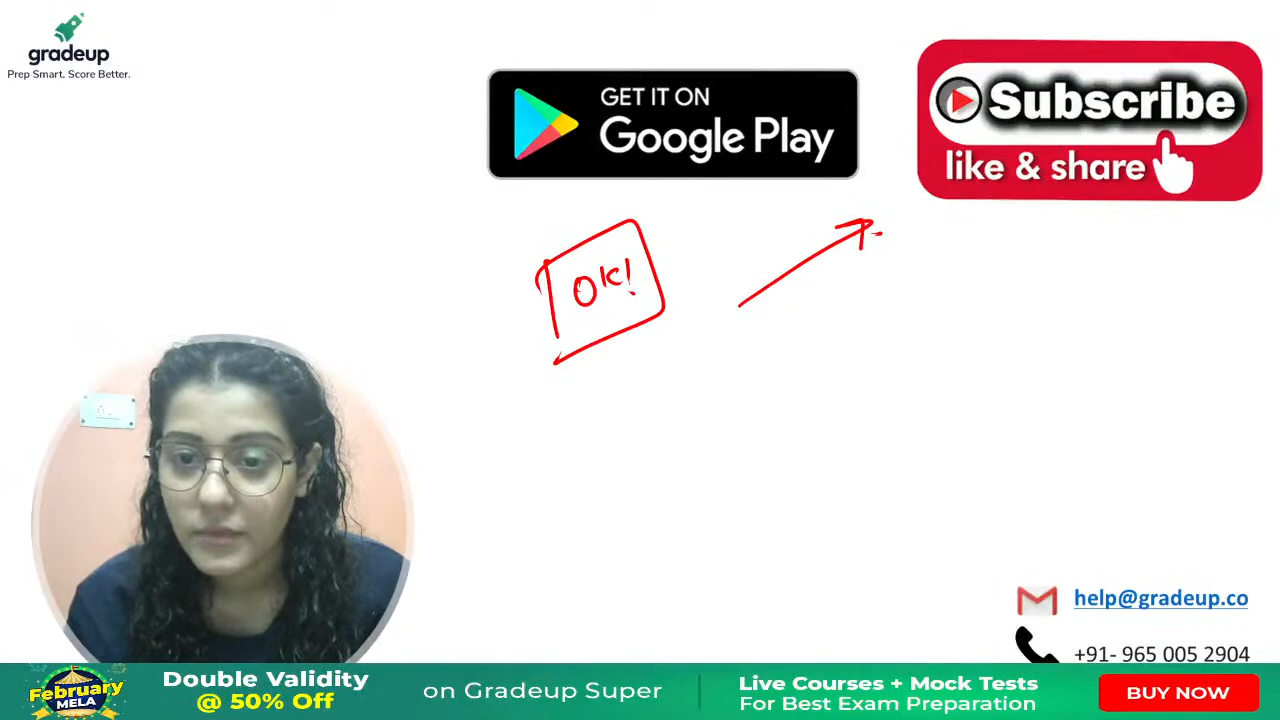 gradeup
Prep Smart. Score Better.
GET IT ON
Google Play
Subscribe
like & share
OK!
help@gradeup.co
+91- 965 005 2904
February
MELA
Double Validity
@ 50% Off
on Gradeup Super
Live Courses + Mock Tests
For Best Exam Preparation
BUY NOW